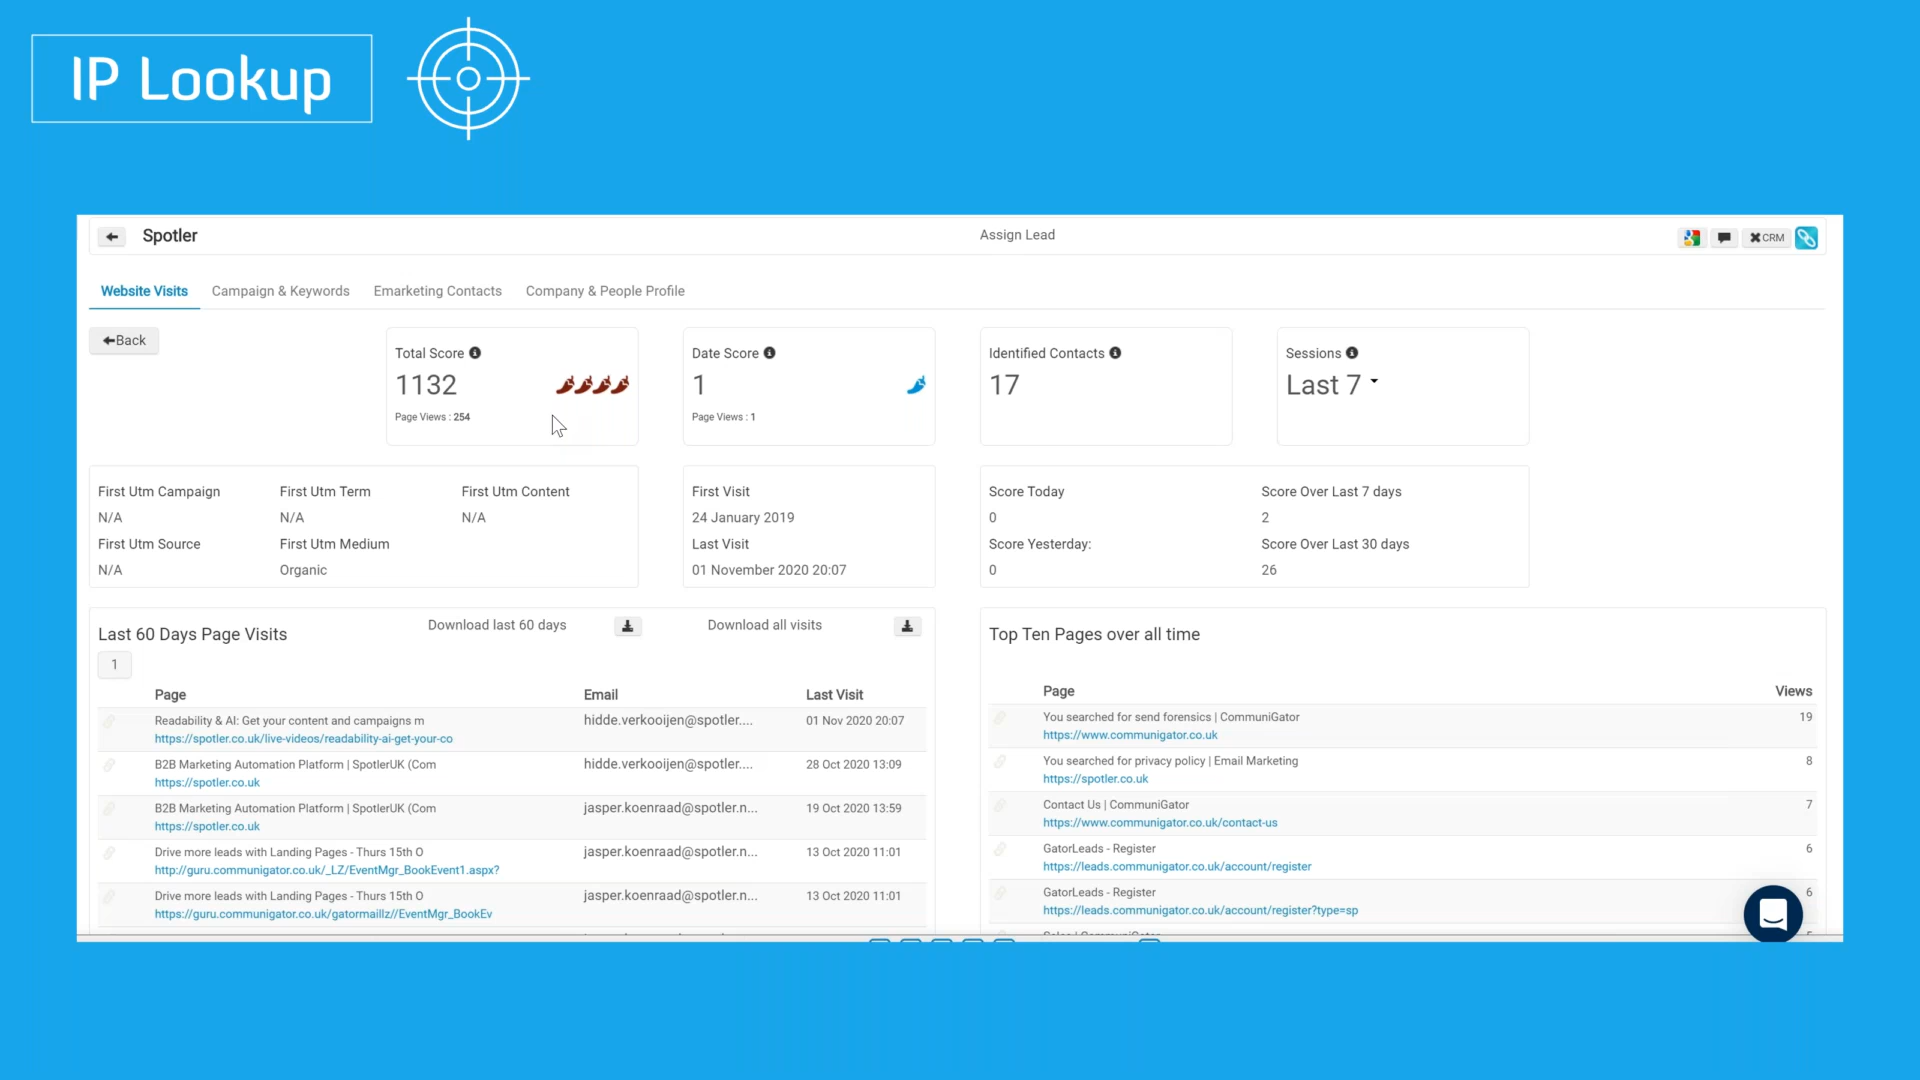 IP Lookup
Spotler
Assign Lead
CRM
Website Visits
Campaign & Keywords
Emarketing Contacts
Company & People Profile
Back
Total Score
1132
Page Views : 254
Date Score
1
Page Views : 1
Identified Contacts
17
Sessions
Last 7
First Utm Campaign
N/A
First Utm Term
N/A
First Utm Content
N/A
First Utm Source
N/A
First Utm Medium
Organic
First Visit
24 January 2019
Last Visit
01 November 2020 20:07
Score Today
0
Score Over Last 7 days
2
Score Yesterday:
0
Score Over Last 30 days
26
Last 60 Days Page Visits
Download last 60 days
Download all visits
1
Page Email Last Visit
Readability & AI: Get your content and campaigns m hidde.verkooijen@spotler.... 01 Nov 2020 20:07
https://spotler.co.uk/live-videos/readability-ai-get-your-co
B2B Marketing Automation Platform | SpotlerUK (Com hidde.verkooijen@spotler.... 28 Oct 2020 13:09
https://spotler.co.uk
B2B Marketing Automation Platform | SpotlerUK (Com jasper.koenraad@spotler.n... 19 Oct 2020 13:59
https://spotler.co.uk
Drive more leads with Landing Pages - Thurs 15th O jasper.koenraad@spotler.n... 13 Oct 2020 11:01
http://guru.communigator.co.uk/_LZ/EventMgr_BookEvent1.aspx?
Drive more leads with Landing Pages - Thurs 15th O jasper.koenraad@spotler.n... 13 Oct 2020 11:01
https://guru.communigator.co.uk/gatormaillz//EventMgr_BookEv
Top Ten Pages over all time
Page Views
You searched for send forensics | CommuniGator 19
https://www.communigator.co.uk
You searched for privacy policy | Email Marketing 8
https://spotler.co.uk
Contact Us | CommuniGator 7
https://www.communigator.co.uk/contact-us
GatorLeads - Register 6
https://leads.communigator.co.uk/account/register
GatorLeads - Register 6
https://leads.communigator.co.uk/account/register?type=sp